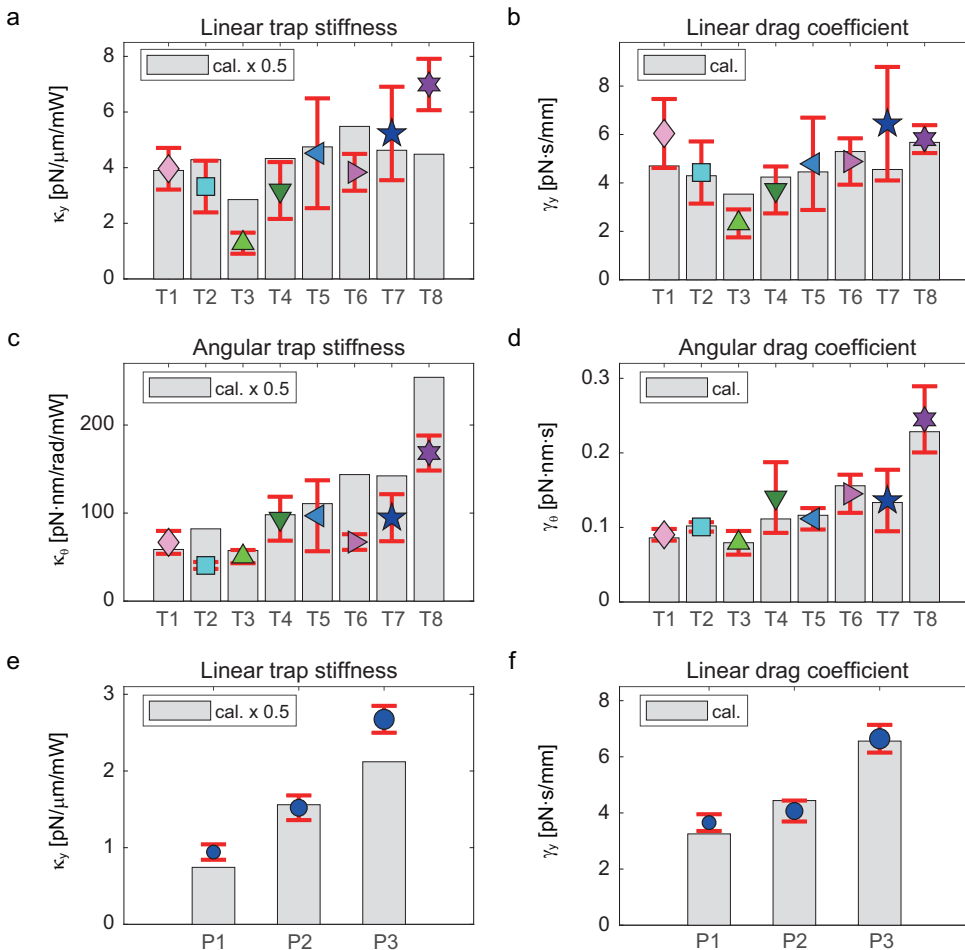 a
Linear trap stiffness
cal. x 0.5
κy [pN/μm/mW]
8
6
4
2
0
T1 T2 T3 T4 T5 T6 T7 T8
b
Linear drag coefficient
cal.
γy [pN·s/mm]
8
6
4
2
0
T1 T2 T3 T4 T5 T6 T7 T8
c
Angular trap stiffness
cal. x 0.5
κθ [pN·nm/rad/mW]
200
100
0
T1 T2 T3 T4 T5 T6 T7 T8
d
Angular drag coefficient
cal.
γθ [pN·nm·s]
0.3
0.2
0.1
0
T1 T2 T3 T4 T5 T6 T7 T8
e
Linear trap stiffness
cal. x 0.5
κy [pN/μm/mW]
3
2
1
0
P1 P2 P3
f
Linear drag coefficient
cal.
γy [pN·s/mm]
8
6
4
2
0
P1 P2 P3